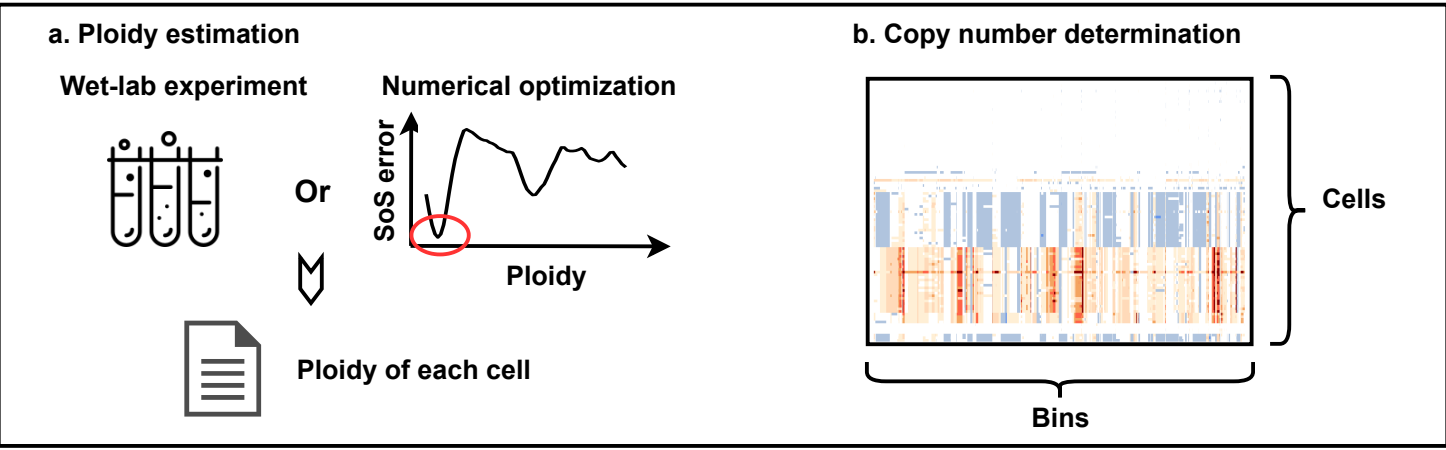 a. Ploidy estimation
Wet-lab experiment
Or
Numerical optimization
SoS error
Ploidy
Ploidy of each cell
b. Copy number determination
Cells
Bins